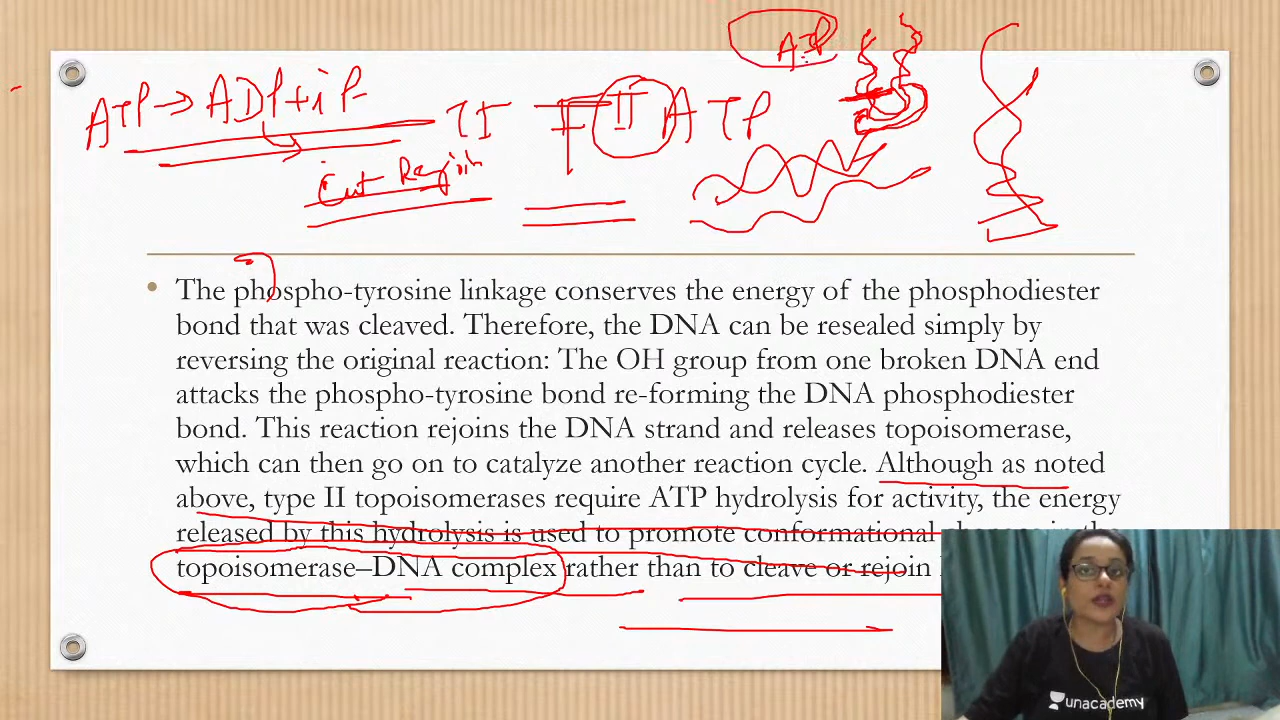 ATP
ATP → ADP + iP
TI
II
ATP
Cut Region
• The phospho-tyrosine linkage conserves the energy of the phosphodiester
bond that was cleaved. Therefore, the DNA can be resealed simply by
reversing the original reaction: The OH group from one broken DNA end
attacks the phospho-tyrosine bond re-forming the DNA phosphodiester
bond. This reaction rejoins the DNA strand and releases topoisomerase,
which can then go on to catalyze another reaction cycle. Although as noted
above, type II topoisomerases require ATP hydrolysis for activity, the energy
released by this hydrolysis is used to promote conformational
topoisomerase–DNA complex rather than to cleave or rejoin
unacademy